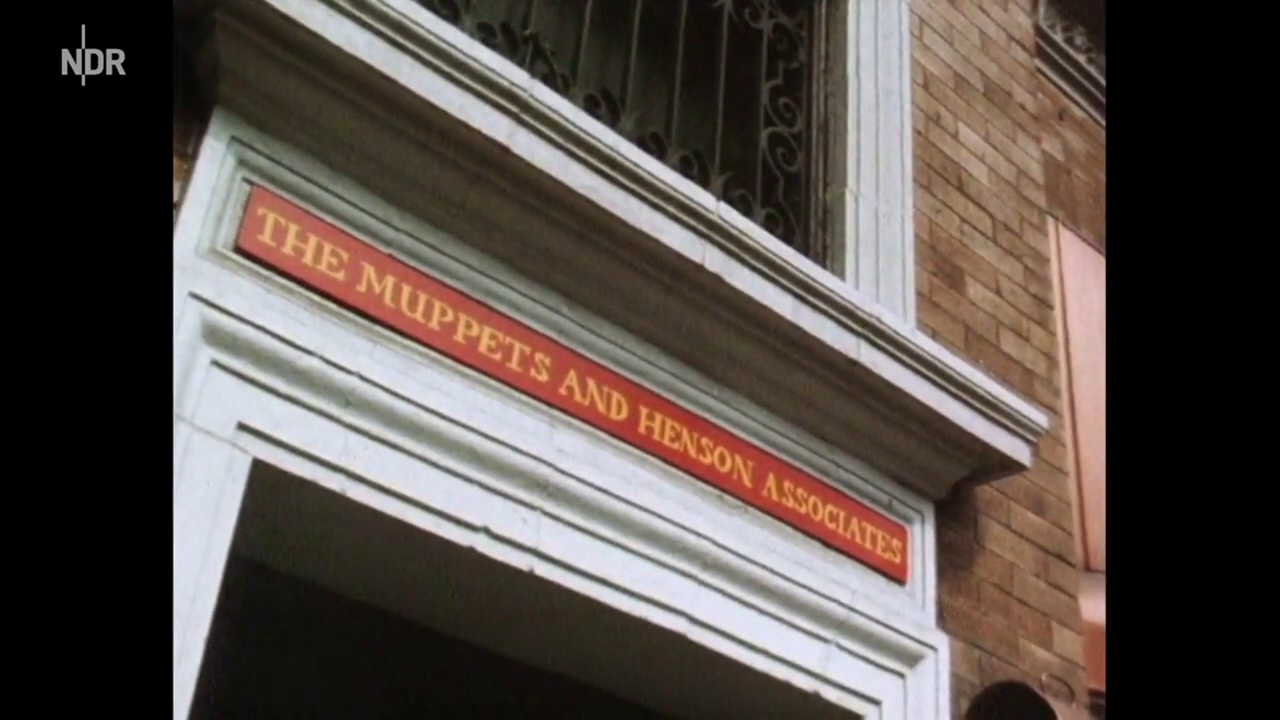 NDR
THE MUPPETS AND HENSON ASSOCIATES